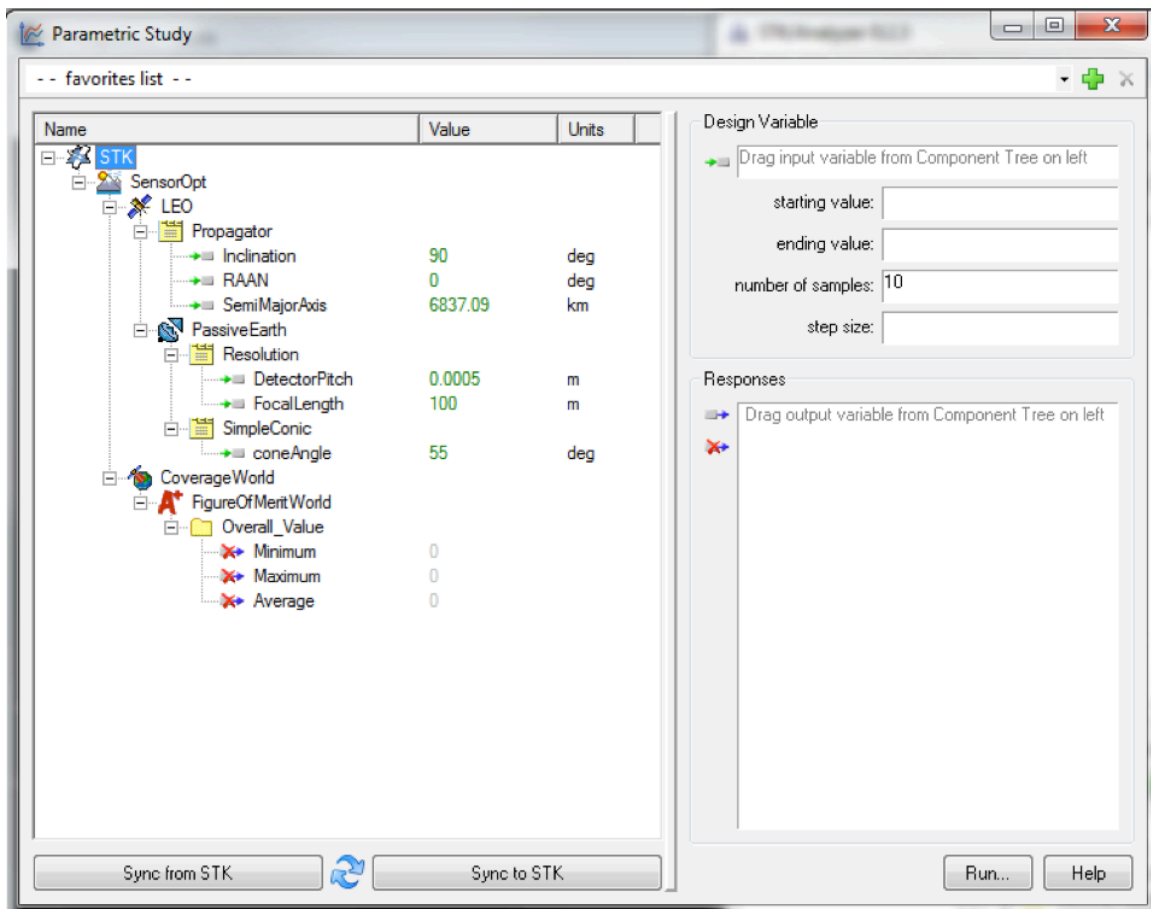 Parametric Study
- - favorites list - -
Name Value Units
STK
SensorOpt
LEO
Propagator
Inclination 90 deg
RAAN 0 deg
SemiMajorAxis 6837.09 km
PassiveEarth
Resolution
DetectorPitch 0.0005 m
FocalLength 100 m
SimpleConic
coneAngle 55 deg
CoverageWorld
FigureOfMeritWorld
Overall_Value
Minimum 0
Maximum 0
Average 0
Sync from STK
Sync to STK
Design Variable
Drag input variable from Component Tree on left
starting value:
ending value:
number of samples: 10
step size:
Responses
Drag output variable from Component Tree on left
Run...
Help